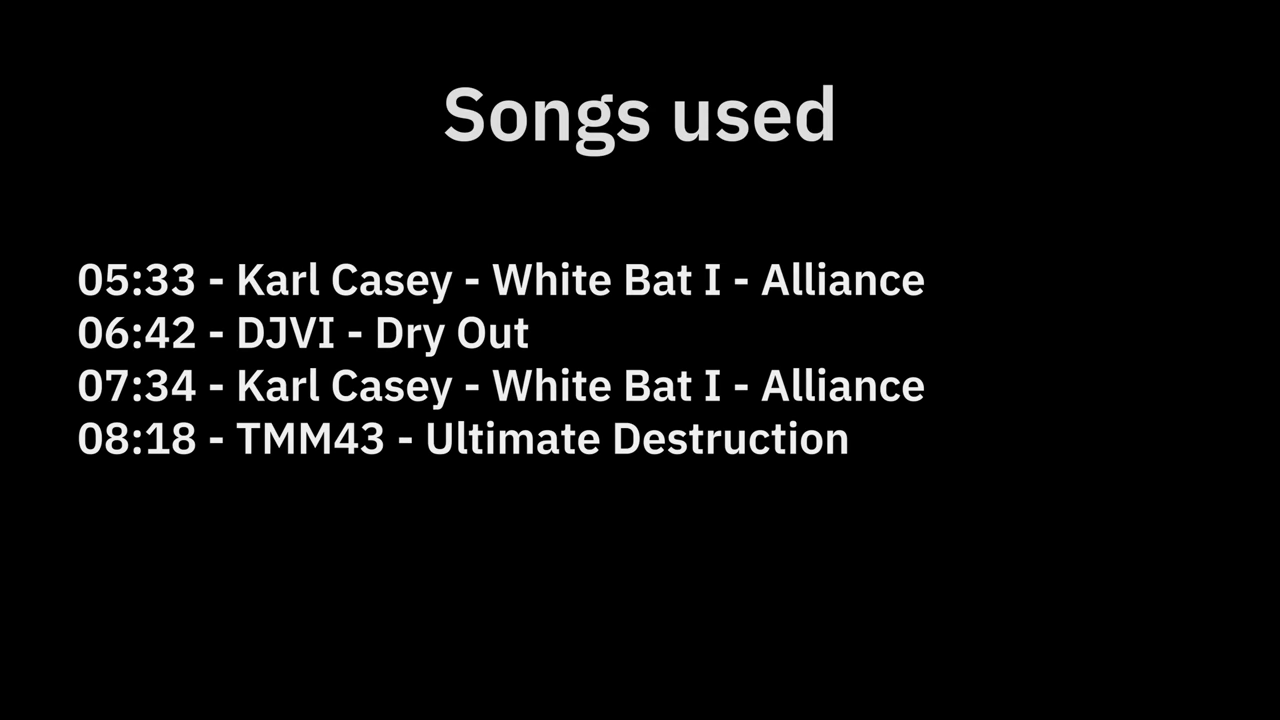 Songs used
05:33 - Karl Casey - White Bat I - Alliance
06:42 - DJVI - Dry Out
07:34 - Karl Casey - White Bat I - Alliance
08:18 - TMM43 - Ultimate Destruction